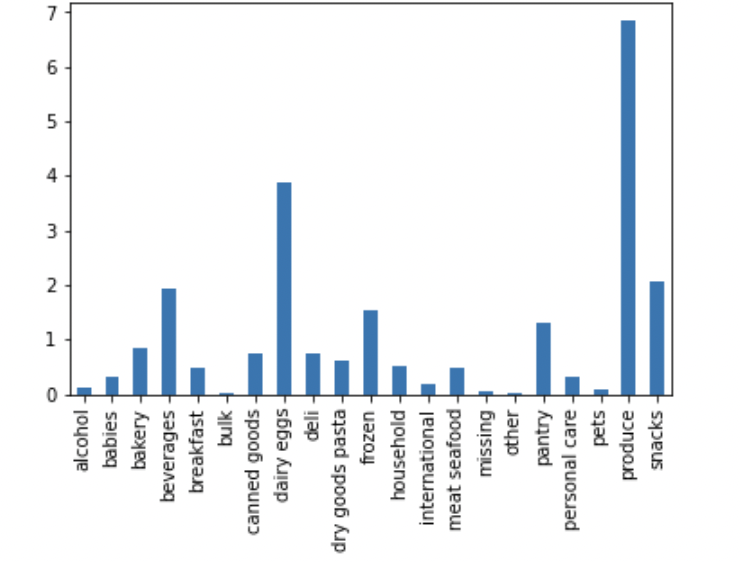 7
6
5
4
3
2
1
0
alcohol
babies
bakery
beverages
breakfast
bulk
canned goods
dairy eggs
deli
dry goods pasta
frozen
household
international
meat seafood
missing
other
pantry
personal care
pets
produce
snacks